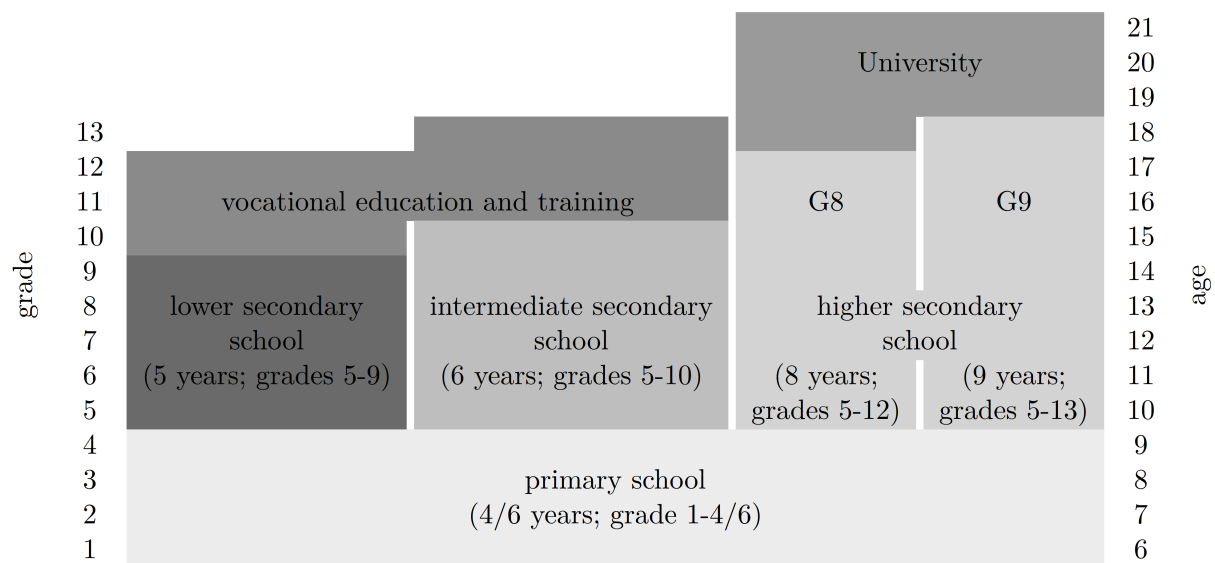 21
University
20
19
13
18
12
17
vocational education and training
G8
G9
11
16
10
15
9
14
grade
age
lower secondary
intermediate secondary
higher secondary
8
13
school
school
school
7
12
(5 years; grades 5-9)
(6 years; grades 5-10)
(8 years;
(9 years;
6
11
grades 5-12)
grades 5-13)
5
10
4
9
primary school
3
8
(4/6 years; grade 1-4/6)
2
7
1
6